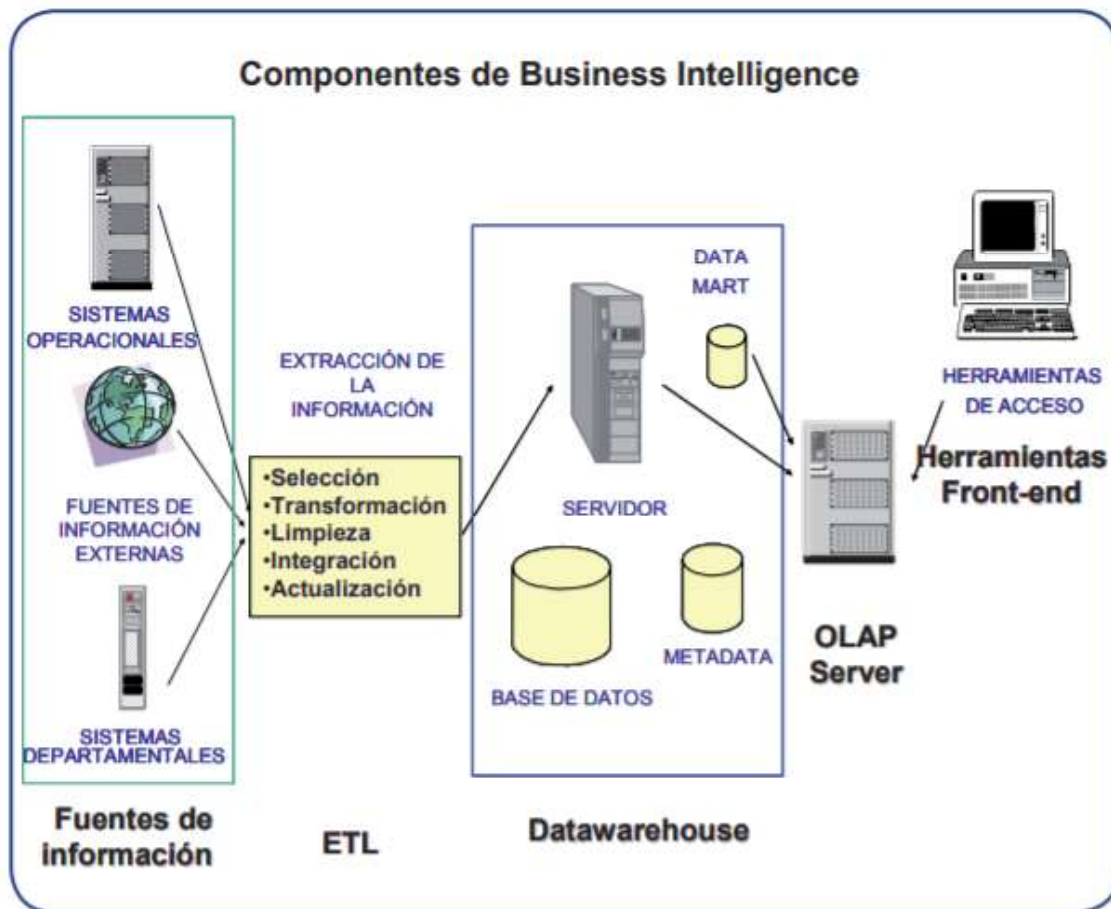 Componentes de Business Intelligence
SISTEMAS
OPERACIONALES
FUENTES DE
INFORMACIÓN
EXTERNAS
SISTEMAS
DEPARTAMENTALES
Fuentes de
información
EXTRACCIÓN DE
LA
INFORMACIÓN
•Selección
•Transformación
•Limpieza
•Integración
•Actualización
ETL
DATA
MART
SERVIDOR
BASE DE DATOS
METADATA
Datawarehouse
OLAP
Server
HERRAMIENTAS
DE ACCESO
Herramientas
Front-end